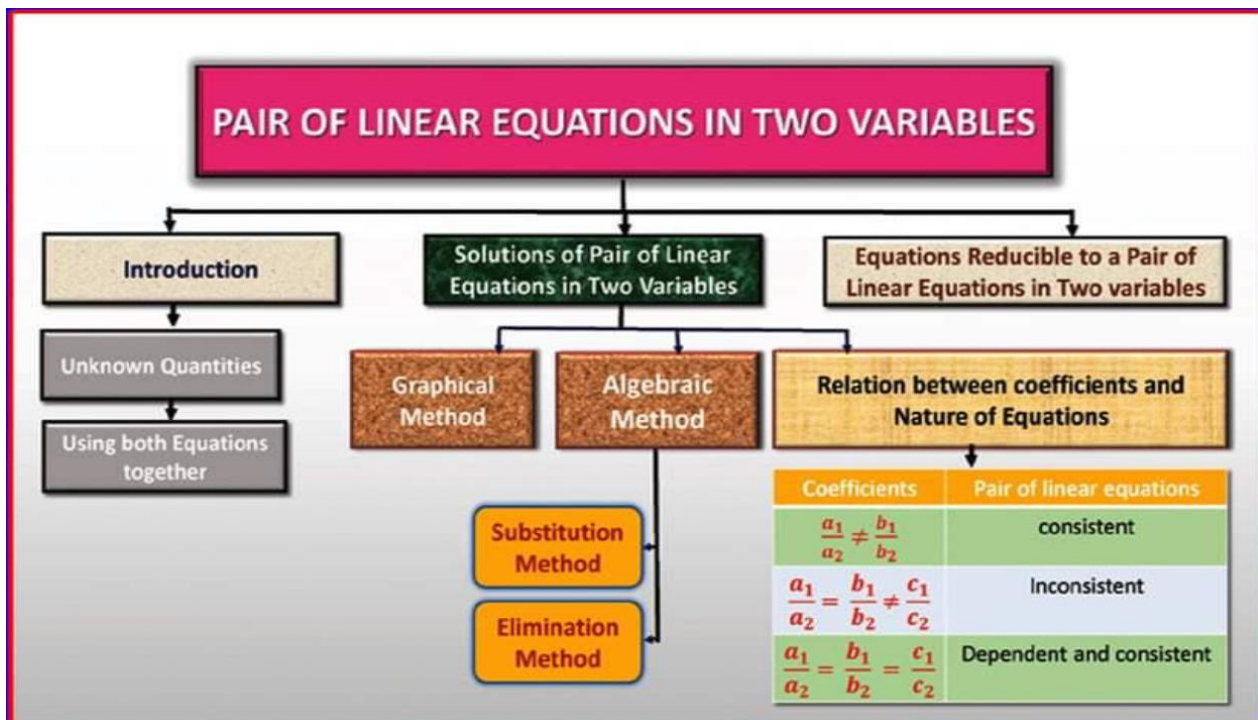 PAIR OF LINEAR EQUATIONS IN TWO VARIABLES
Introduction
Unknown Quantities
Using both Equations
together
Solutions of Pair of Linear
Equations in Two Variables
Graphical
Method
Algebraic
Method
Substitution
Method
Elimination
Method
Relation between coefficients and
Nature of Equations
Coefficients Pair of linear equations
a₁/a₂ ≠ b₁/b₂ consistent
a₁/a₂ = b₁/b₂ ≠ c₁/c₂ Inconsistent
a₁/a₂ = b₁/b₂ = c₁/c₂ Dependent and consistent
Equations Reducible to a Pair of
Linear Equations in Two variables